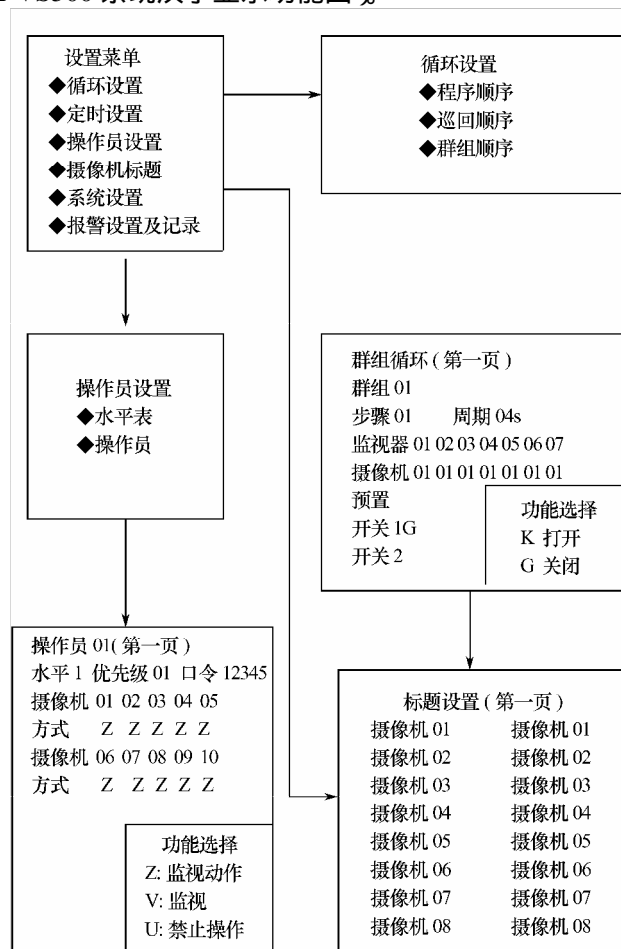 设置菜单
◆循环设置
◆定时设置
◆操作员设置
◆摄像机标题
◆系统设置
◆报警设置及记录
循环设置
◆程序顺序
◆巡回顺序
◆群组顺序
操作员设置
◆水平表
◆操作员
群组循环(第一页)
群组 01
步骤 01 周期 04s
监视器 01 02 03 04 05 06 07
摄像机 01 01 01 01 01 01 01
预置
开关 1G
开关 2
功能选择
K 打开
G 关闭
操作员 01(第一页)
水平 1 优先级 01 口令 12345
摄像机 01 02 03 04 05
方式 Z Z Z Z Z
摄像机 06 07 08 09 10
方式 Z Z Z Z Z
功能选择
Z: 监视动作
V: 监视
U: 禁止操作
标题设置(第一页)
摄像机 01 摄像机 01
摄像机 02 摄像机 02
摄像机 03 摄像机 03
摄像机 04 摄像机 04
摄像机 05 摄像机 05
摄像机 06 摄像机 06
摄像机 07 摄像机 07
摄像机 08 摄像机 08